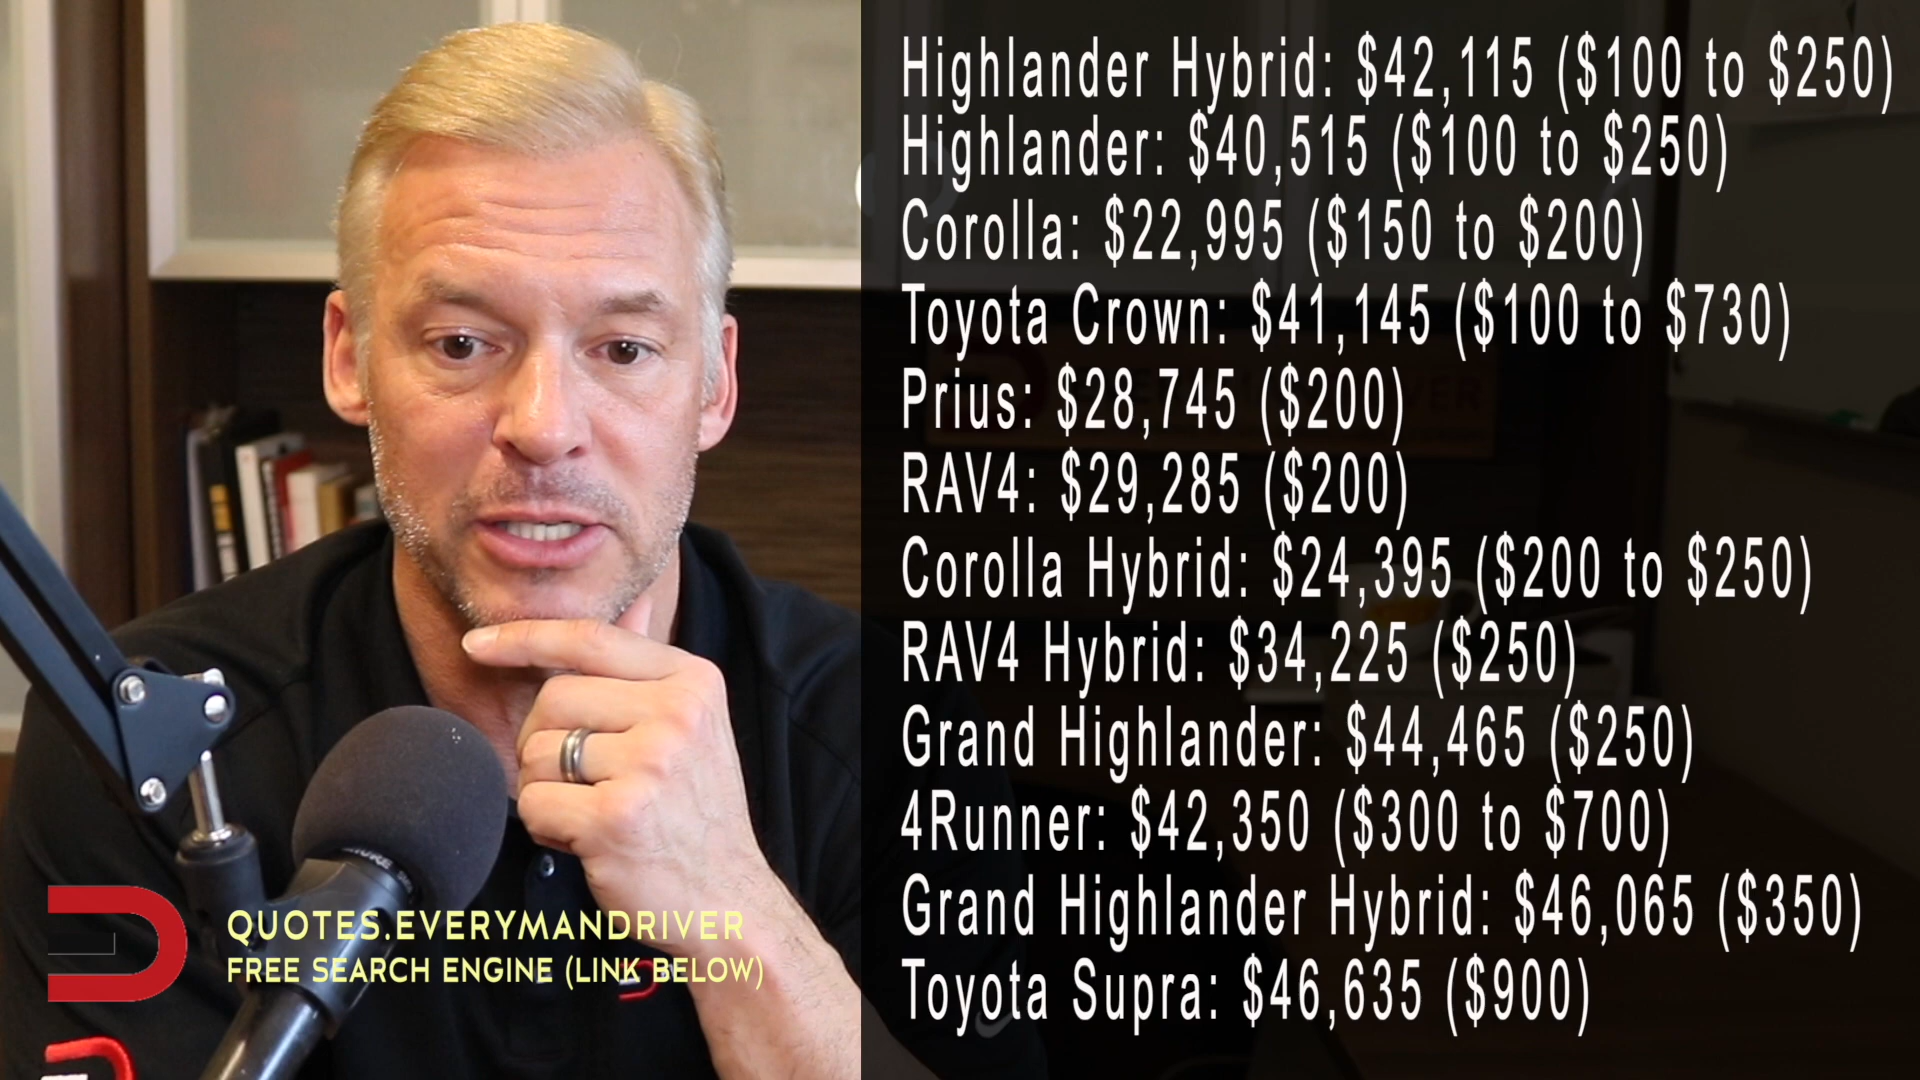 Highlander Hybrid: $42,115 ($100 to $250)
Highlander: $40,515 ($100 to $250)
Corolla: $22,995 ($150 to $200)
Toyota Crown: $41,145 ($100 to $730)
Prius: $28,745 ($200)
RAV4: $29,285 ($200)
Corolla Hybrid: $24,395 ($200 to $250)
RAV4 Hybrid: $34,225 ($250)
Grand Highlander: $44,465 ($250)
4Runner: $42,350 ($300 to $700)
Grand Highlander Hybrid: $46,065 ($350)
Toyota Supra: $46,635 ($900)
QUOTES.EVERYMANDRIVER
FREE SEARCH ENGINE (LINK BELOW)